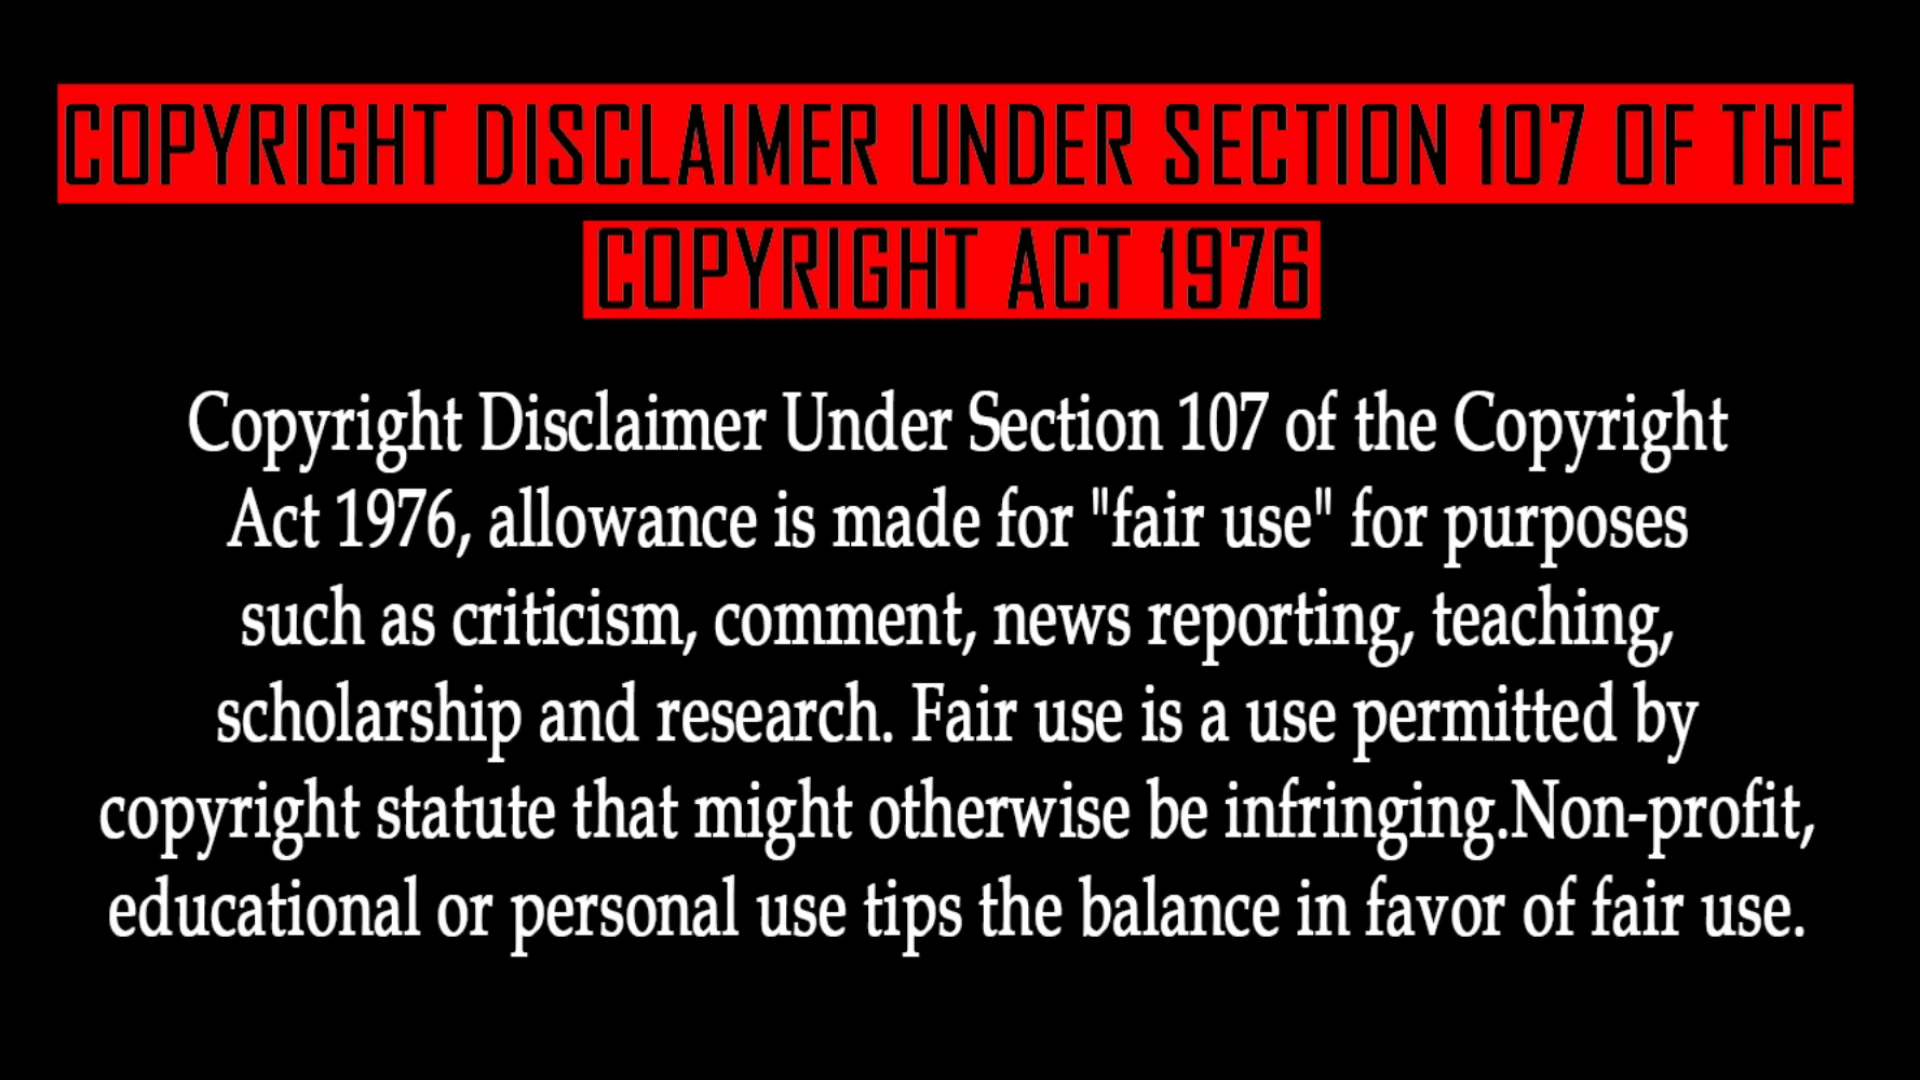 COPYRIGHT DISCLAIMER UNDER SECTION 107 OF THE
COPYRIGHT ACT 1976
Copyright Disclaimer Under Section 107 of the Copyright
Act 1976, allowance is made for "fair use" for purposes
such as criticism, comment, news reporting, teaching,
scholarship and research. Fair use is a use permitted by
copyright statute that might otherwise be infringing.Non-profit,
educational or personal use tips the balance in favor of fair use.